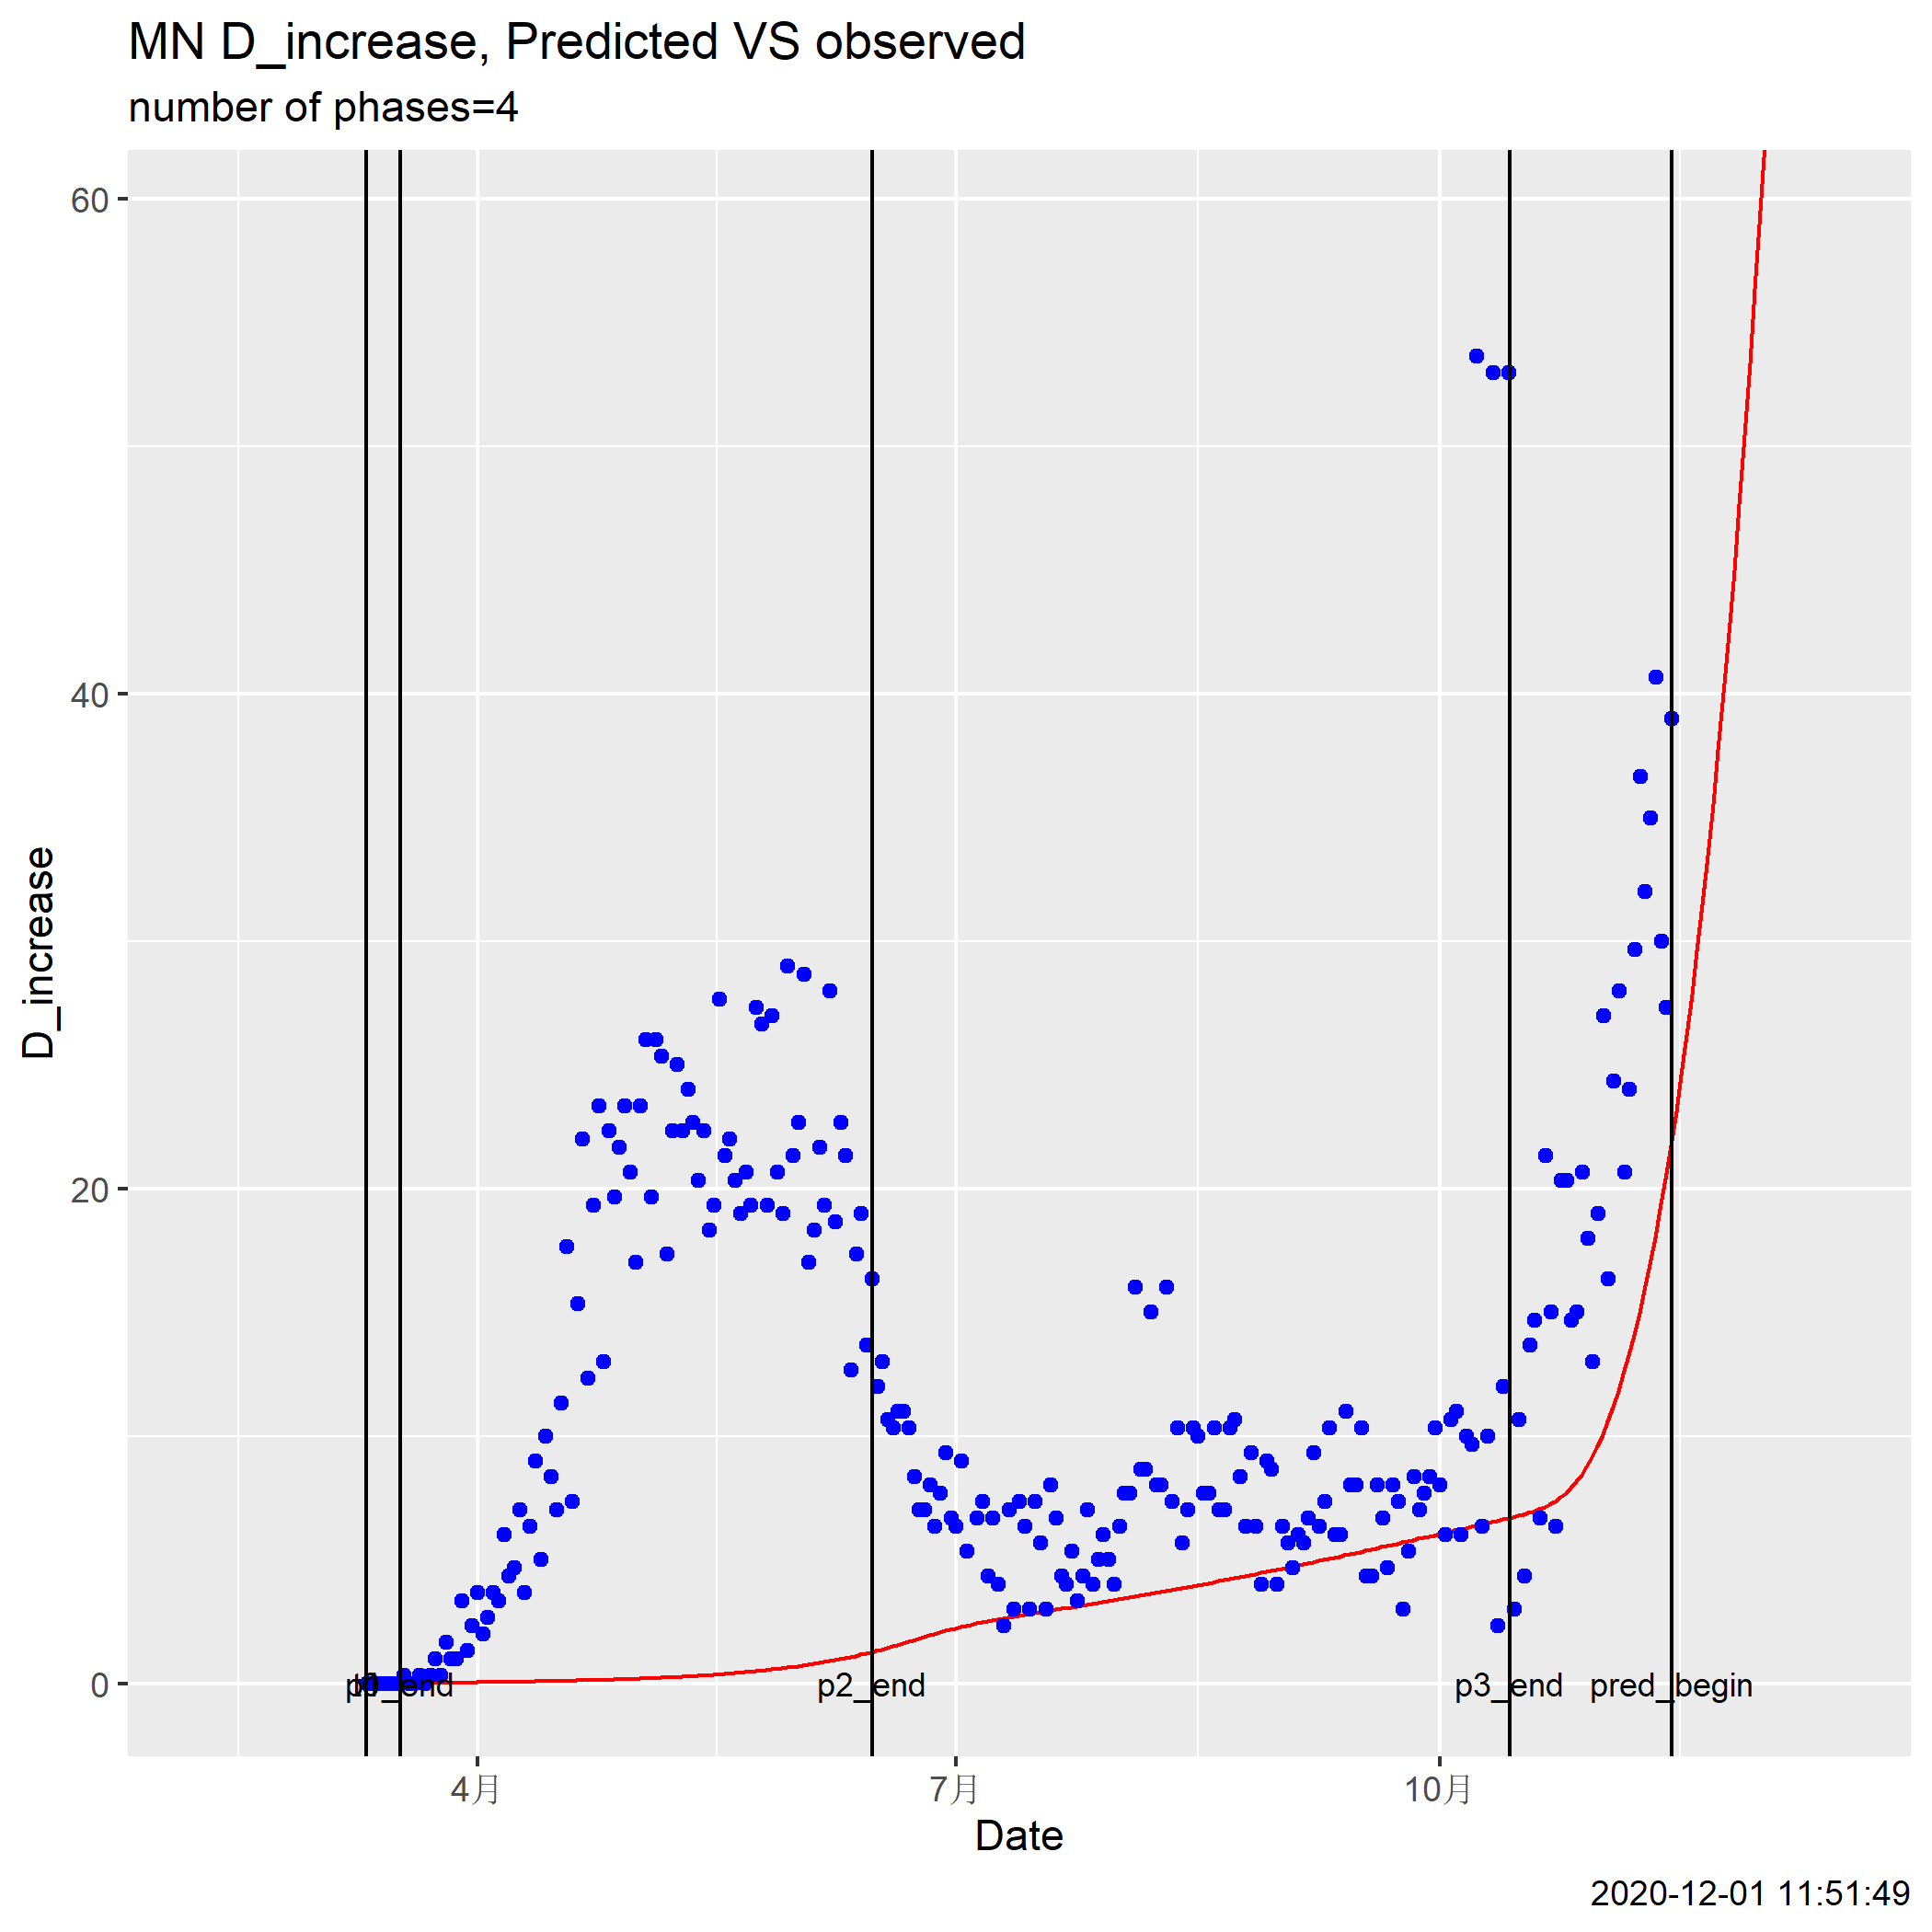 MN D_increase, Predicted VS observed
number of phases=4
60
40
20
0
D_increase
p2_end
p3_end
pred_begin
4月
7月
10月
Date
2020-12-01 11:51:49